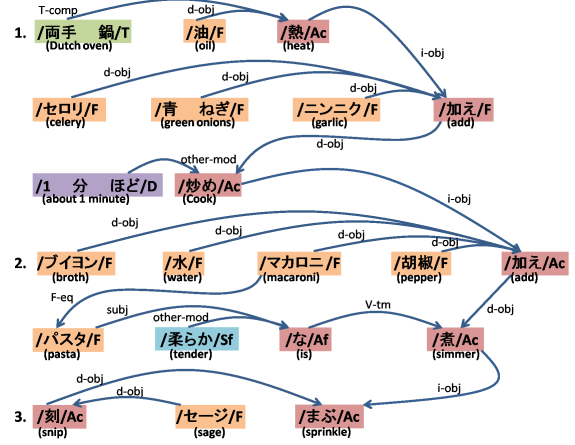 T-comp d-obj
1. /両手 鍋/T /油/F /熱/Ac
(Dutch oven) (oil) (heat) i-obj
d-obj d-obj d-obj
/セロリ/F /青 ねぎ/F /ニンニク/F /加え/F
(celery) (green onions) (garlic) (add)
other-mod d-obj
/1 分 ほど/D /炒め/Ac
(about 1 minute) (Cook) i-obj
d-obj d-obj d-obj d-obj
2. /ブイヨン/F /水/F /マカロニ/F /胡椒/F /加え/Ac
(broth) (water) (macaroni) (pepper) (add)
F-eq subj other-mod V-tm d-obj
/パスタ/F /柔らか/Sf /な/Af /煮/Ac
(pasta) (tender) (is) (simmer)
d-obj d-obj i-obj
3. /刻/Ac /セージ/F /まぶ/Ac
(snip) (sage) (sprinkle)